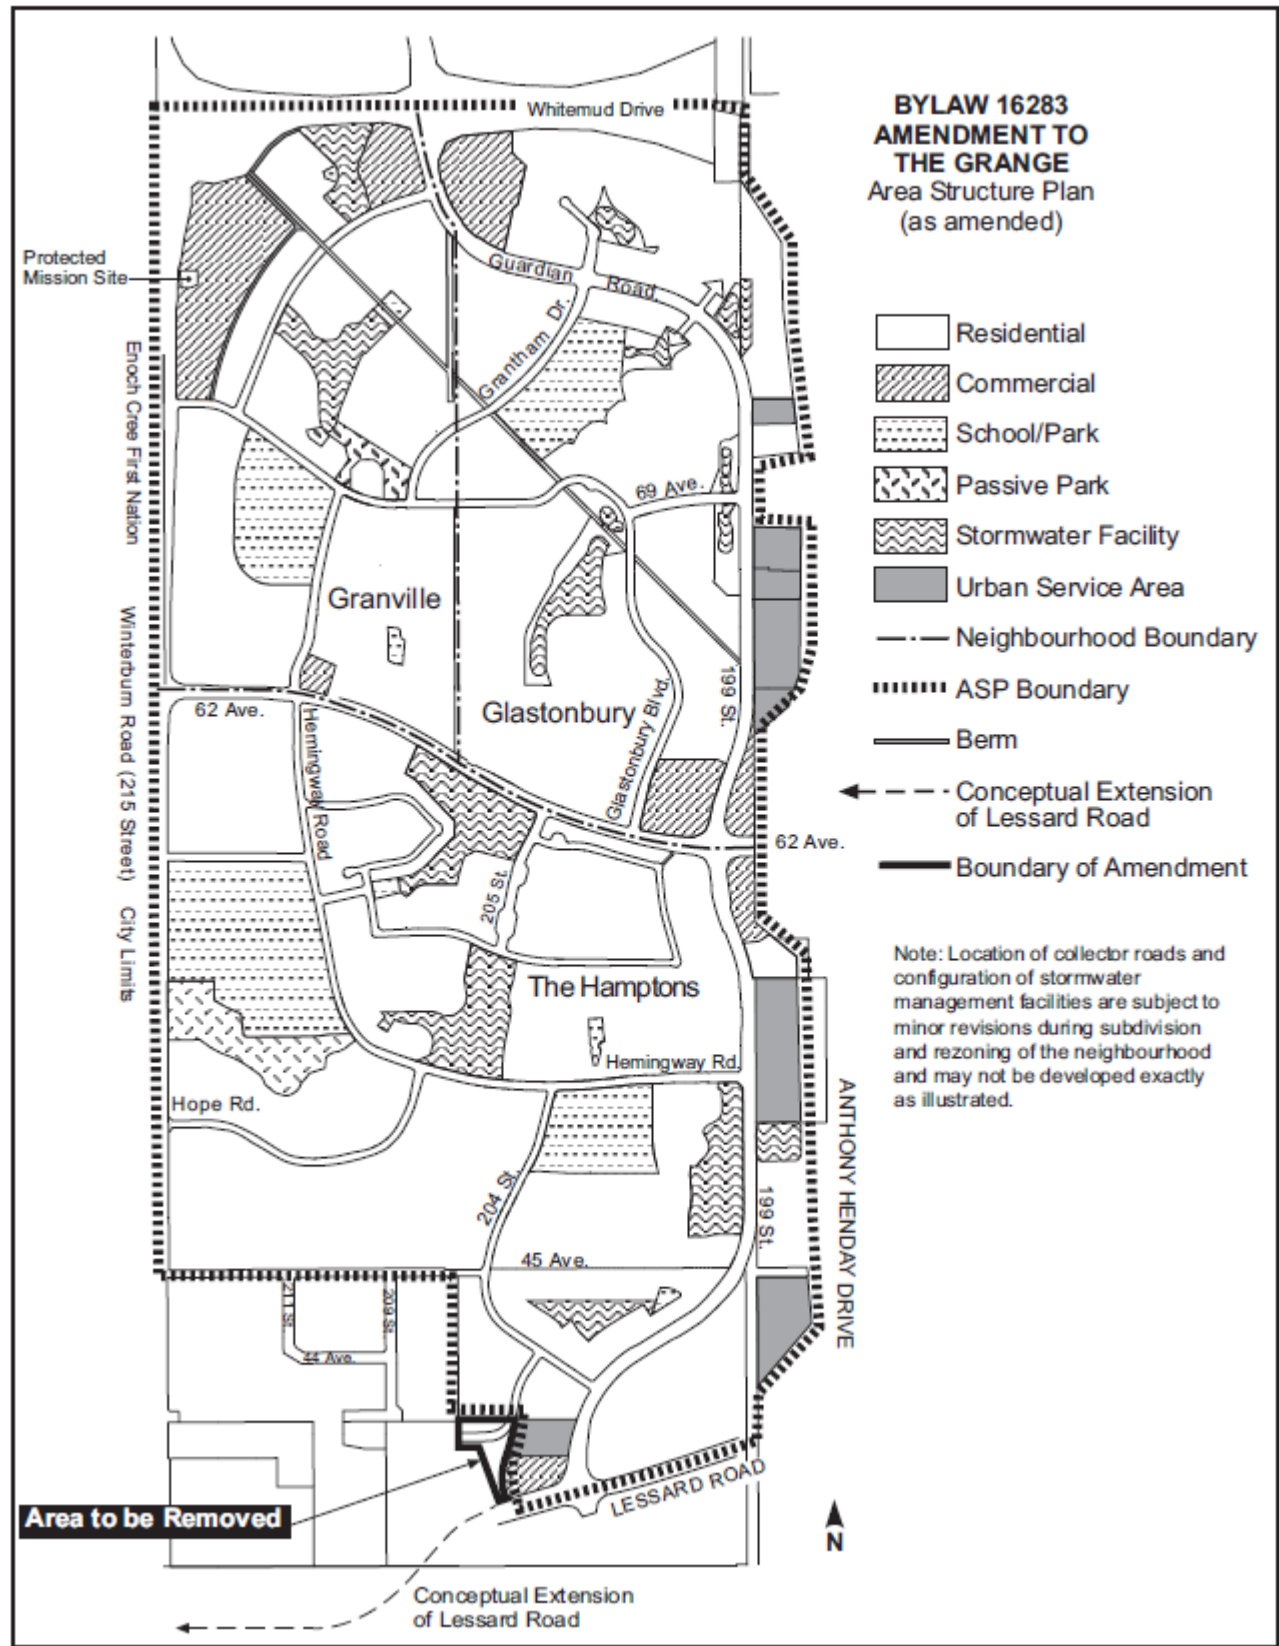 Whitemud Drive
BYLAW 16283
AMENDMENT TO
THE GRANGE
Area Structure Plan
(as amended)
Protected
Mission Site
Guardian Road
Grantham Dr.
Enoch Cree First Nation
Winterburn Road (215 Street) City Limits
Residential
Commercial
School/Park
Passive Park
Stormwater Facility
Urban Service Area
Neighbourhood Boundary
ASP Boundary
Berm
Conceptual Extension
of Lessard Road
Boundary of Amendment
69 Ave.
Granville
Glastonbury
Glastonbury Blvd.
199 St.
62 Ave.
Hemingway Road
62 Ave.
205 St.
The Hamptons
Hemingway Rd.
Note: Location of collector roads and
configuration of stormwater
management facilities are subject to
minor revisions during subdivision
and rezoning of the neighbourhood
and may not be developed exactly
as illustrated.
Hope Rd.
204 St.
199 St.
ANTHONY HENDAY DRIVE
45 Ave.
211 St.
209 St.
44 Ave.
LESSARD ROAD
Area to be Removed
N
Conceptual Extension
of Lessard Road